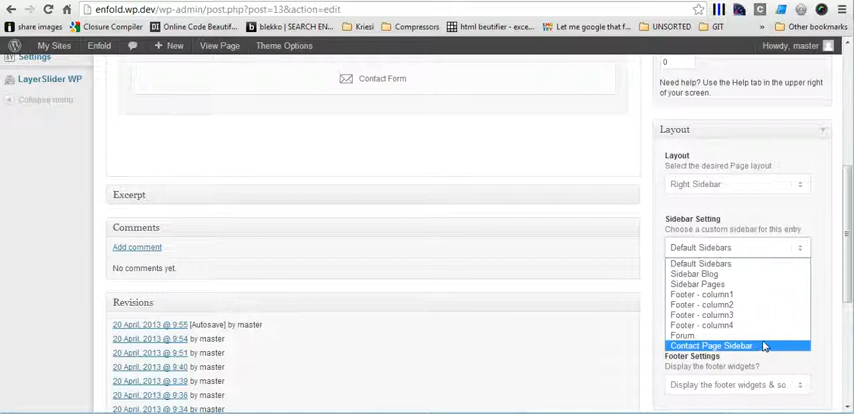 enfold.wp.dev/wp-admin/post.php?post=13&action=edit
share images Closure Compiler Online Code Beautif... blekko | SEARCH EN... Kriesi Compressors html beutifier - exce... Let me google that f... UNSORTED GIT » Other bookmarks
My Sites Enfold + New View Page Theme Options Howdy, master
Settings
LayerSlider WP
Collapse menu
Contact Form
0
Need help? Use the Help tab in the upper right
of your screen.
Layout
Layout
Select the desired Page layout
Right Sidebar
Excerpt
Sidebar Setting
Choose a custom sidebar for this entry
Comments
Add comment
Default Sidebars
No comments yet.
Default Sidebars
Sidebar Blog
Sidebar Pages
Footer - column1
Footer - column2
Footer - column3
Footer - column4
Forum
Contact Page Sidebar
Revisions
20 April, 2013 @ 9:55 [Autosave] by master
20 April, 2013 @ 9:54 by master
20 April, 2013 @ 9:51 by master
20 April, 2013 @ 9:40 by master
20 April, 2013 @ 9:39 by master
20 April, 2013 @ 9:36 by master
20 April, 2013 @ 9:34 by master
Footer Settings
Display the footer widgets?
Display the footer widgets & so